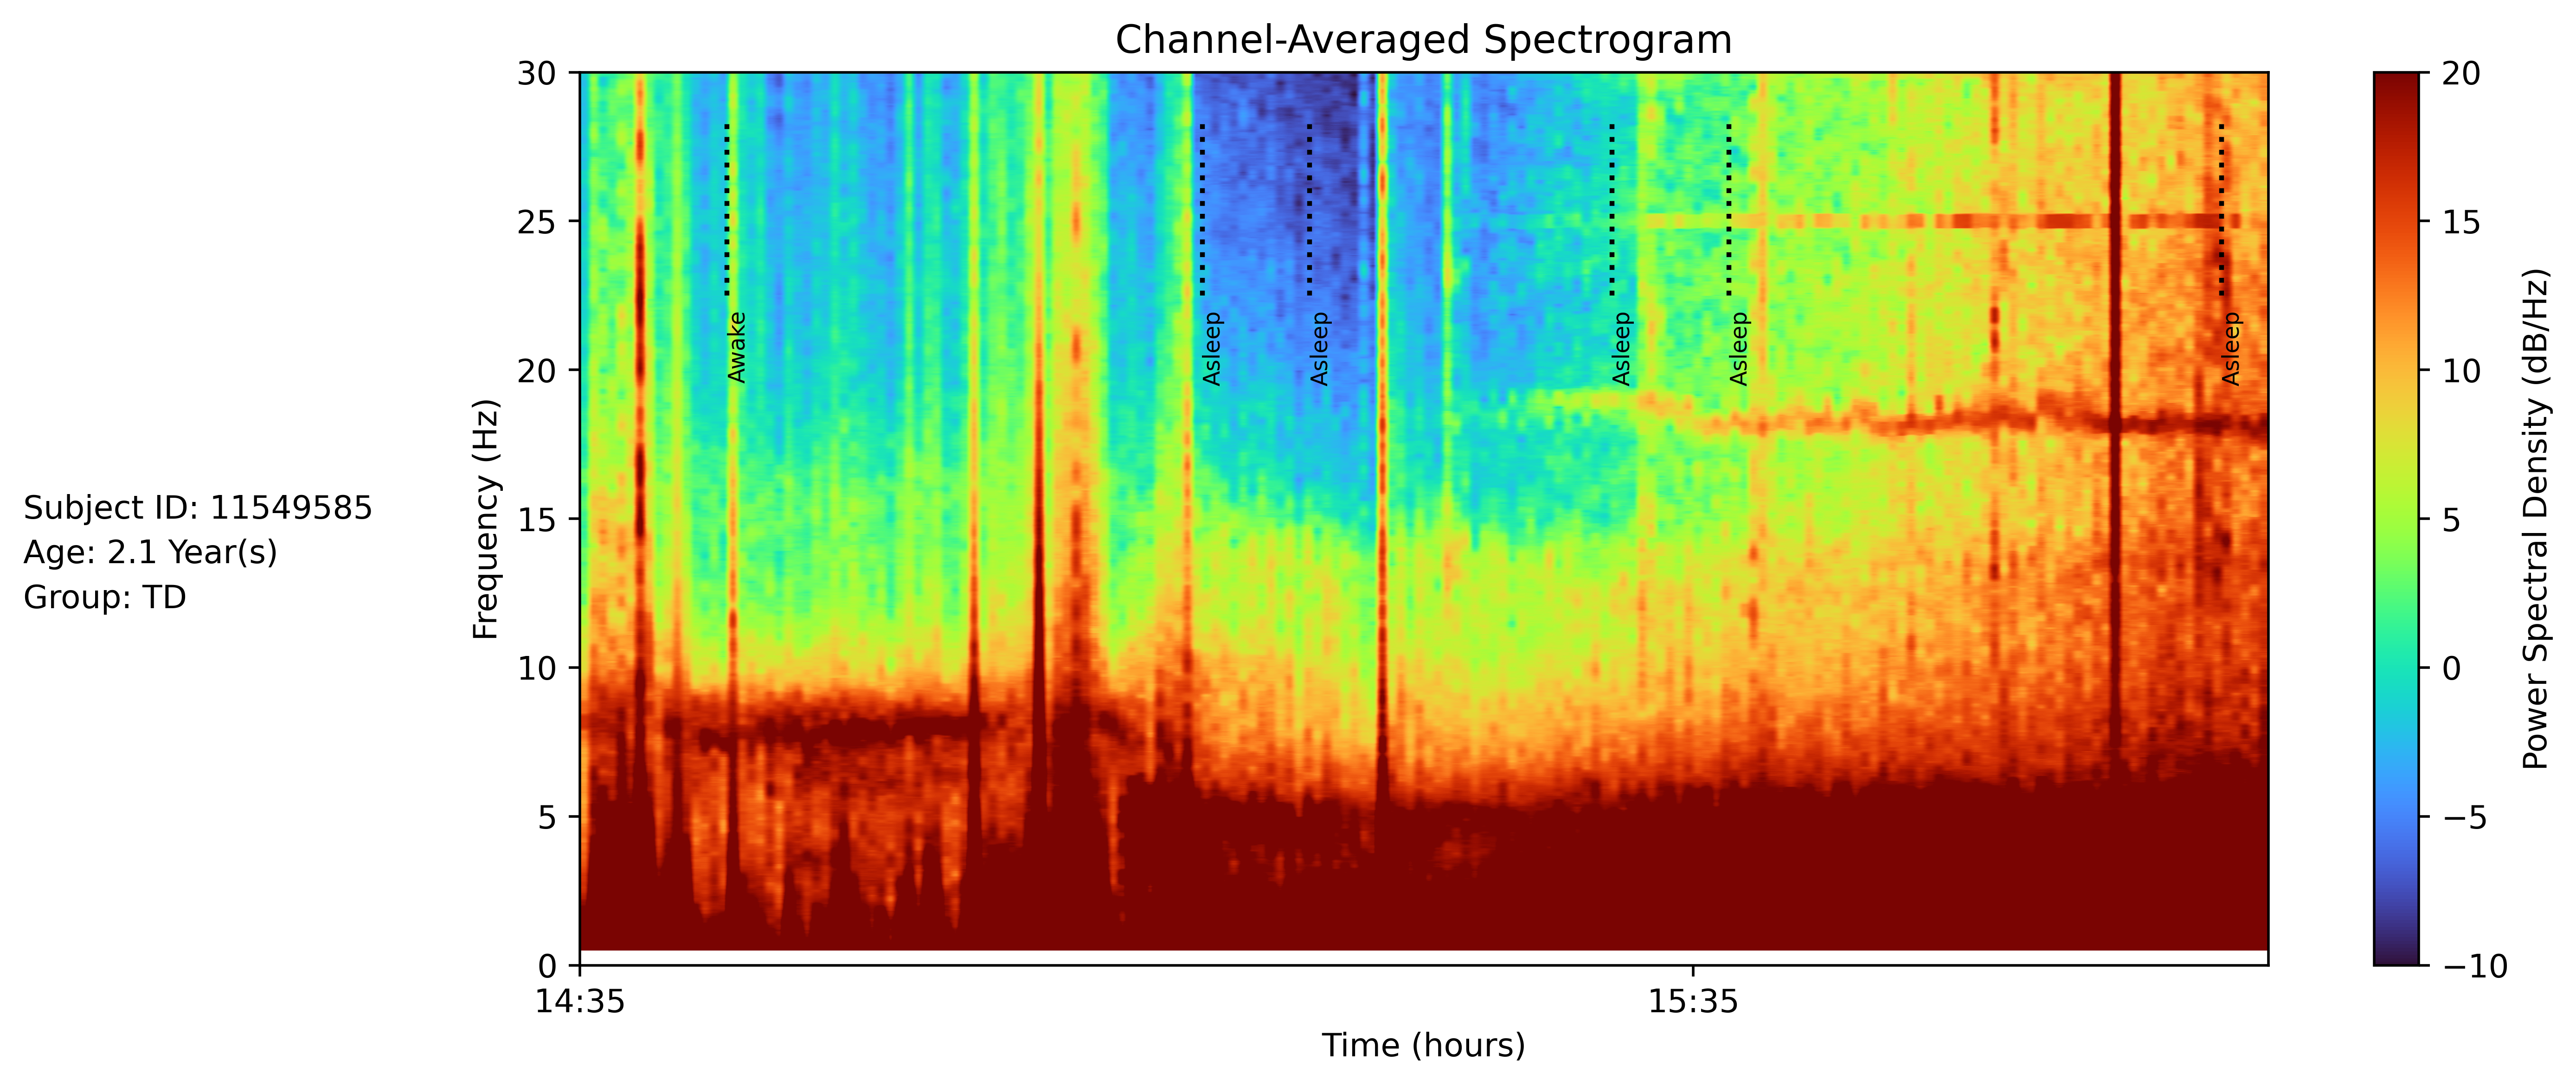 Channel-Averaged Spectrogram
Subject ID: 11549585
Age: 2.1 Year(s)
Group: TD
Frequency (Hz)
30
25
20
15
10
5
0
Awake
Asleep
Asleep
Asleep
Asleep
Asleep
14:35
15:35
Time (hours)
20
15
10
5
0
−5
−10
Power Spectral Density (dB/Hz)